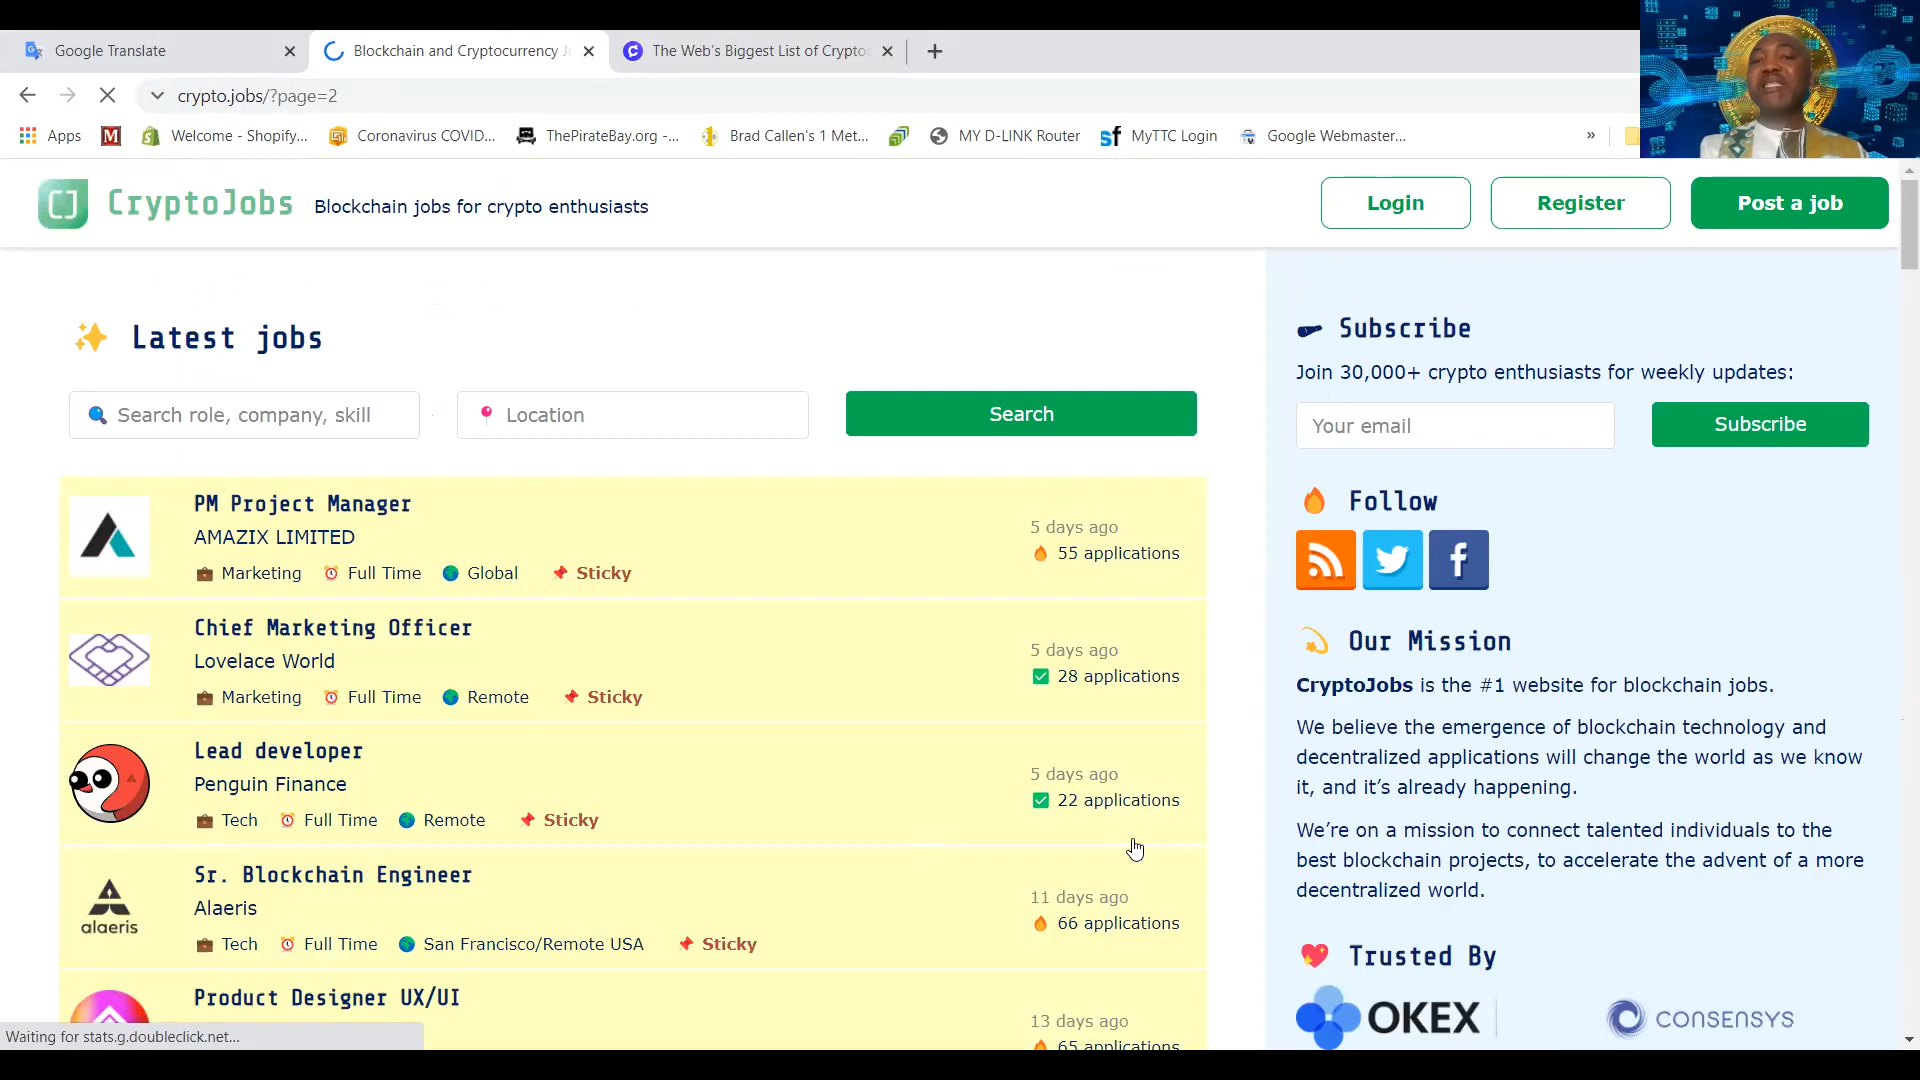 Google Translate
Blockchain and Cryptocurrency J
The Web's Biggest List of Cryptoc
crypto.jobs/?page=2
Apps
M
Welcome - Shopify...
Coronavirus COVID...
ThePirateBay.org -...
Brad Callen's 1 Met...
MY D-LINK Router
sf MyTTC Login
Google Webmaster...
»
CJ CryptoJobs Blockchain jobs for crypto enthusiasts
Login
Register
Post a job
Latest jobs
Search role, company, skill
Location
Search
PM Project Manager
AMAZIX LIMITED
Marketing Full Time Global Sticky
5 days ago
55 applications
Chief Marketing Officer
Lovelace World
Marketing Full Time Remote Sticky
5 days ago
28 applications
Lead developer
Penguin Finance
Tech Full Time Remote Sticky
5 days ago
22 applications
alaeris
Sr. Blockchain Engineer
Alaeris
Tech Full Time San Francisco/Remote USA Sticky
11 days ago
66 applications
Product Designer UX/UI
13 days ago
65 applications
Subscribe
Join 30,000+ crypto enthusiasts for weekly updates:
Your email
Subscribe
Follow
Our Mission
CryptoJobs is the #1 website for blockchain jobs.
We believe the emergence of blockchain technology and
decentralized applications will change the world as we know
it, and it's already happening.
We're on a mission to connect talented individuals to the
best blockchain projects, to accelerate the advent of a more
decentralized world.
Trusted By
OKEX
CONSENSYS
Waiting for stats.g.doubleclick.net...